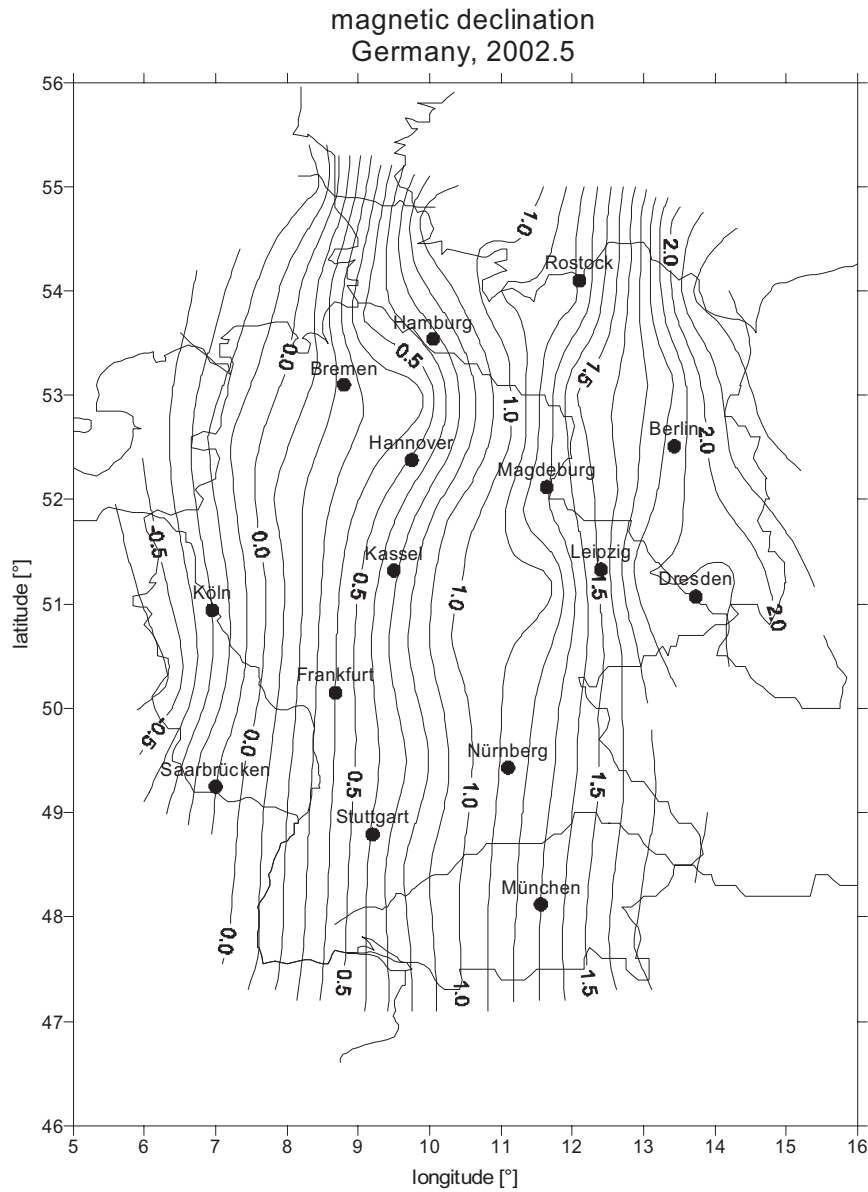 magnetic declination
Germany, 2002.5
56
55
54
53
52
51
50
49
48
47
46
latitude [°]
1.0
2.0
Rostock
Hamburg
0.0
0.5
Bremen
1.5
1.0
Berlin
2.0
Hannover
Magdeburg
-0.5
0.0
Kassel
Leipzig
0.5
1.0
1.5
Dresden
Köln
2.0
Frankfurt
-0.5
0.0
Nürnberg
Saarbrücken
0.5
1.0
1.5
Stuttgart
München
0.0
0.5
1.0
1.5
5 6 7 8 9 10 11 12 13 14 15 16
longitude [°]